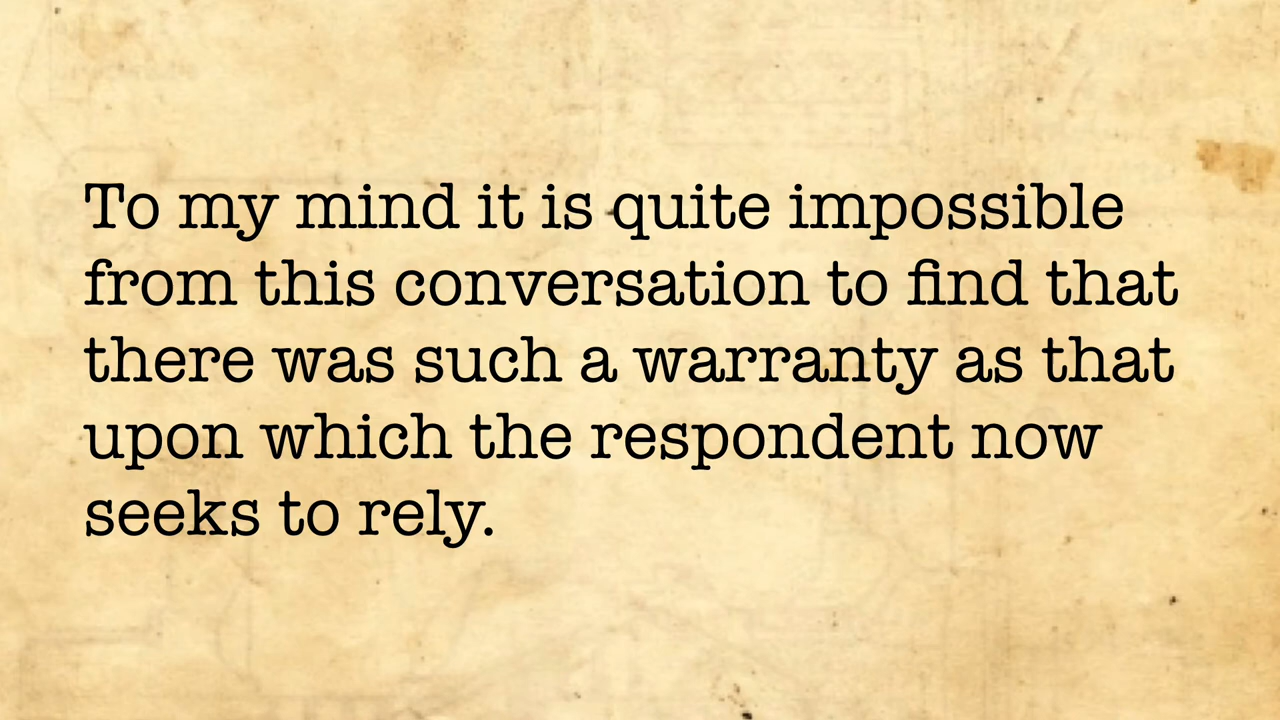 To my mind it is quite impossible
from this conversation to find that
there was such a warranty as that
upon which the respondent now
seeks to rely.